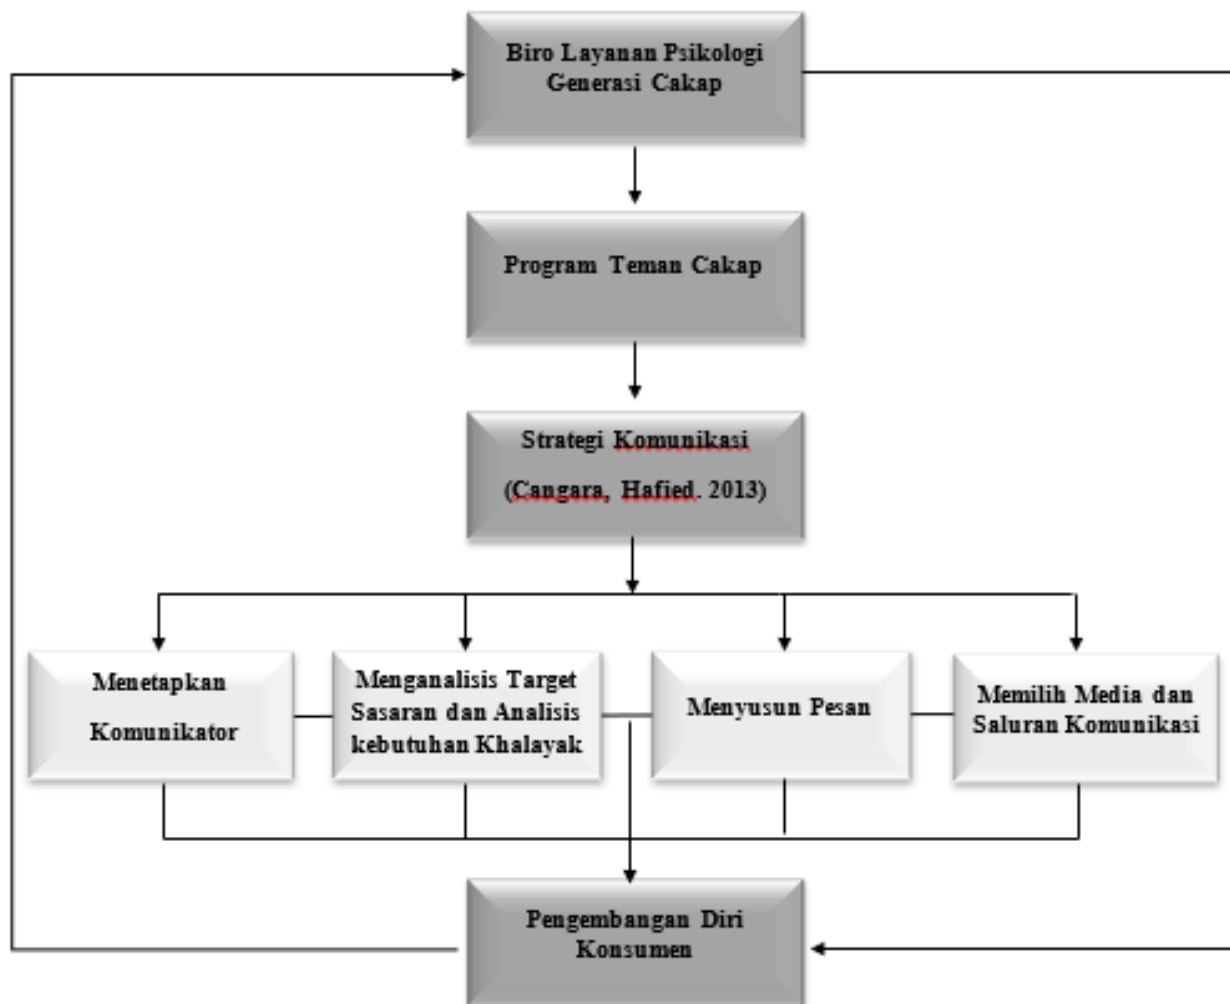 Biro Layanan Psikologi
Generasi Cakap
Program Teman Cakap
Strategi Komunikasi
(Cangara, Hafied. 2013)
Menetapkan
Komunikator
Menganalisis Target
Sasaran dan Analisis
kebutuhan Khalayak
Menyusun Pesan
Memilih Media dan
Saluran Komunikasi
Pengembangan Diri
Konsumen